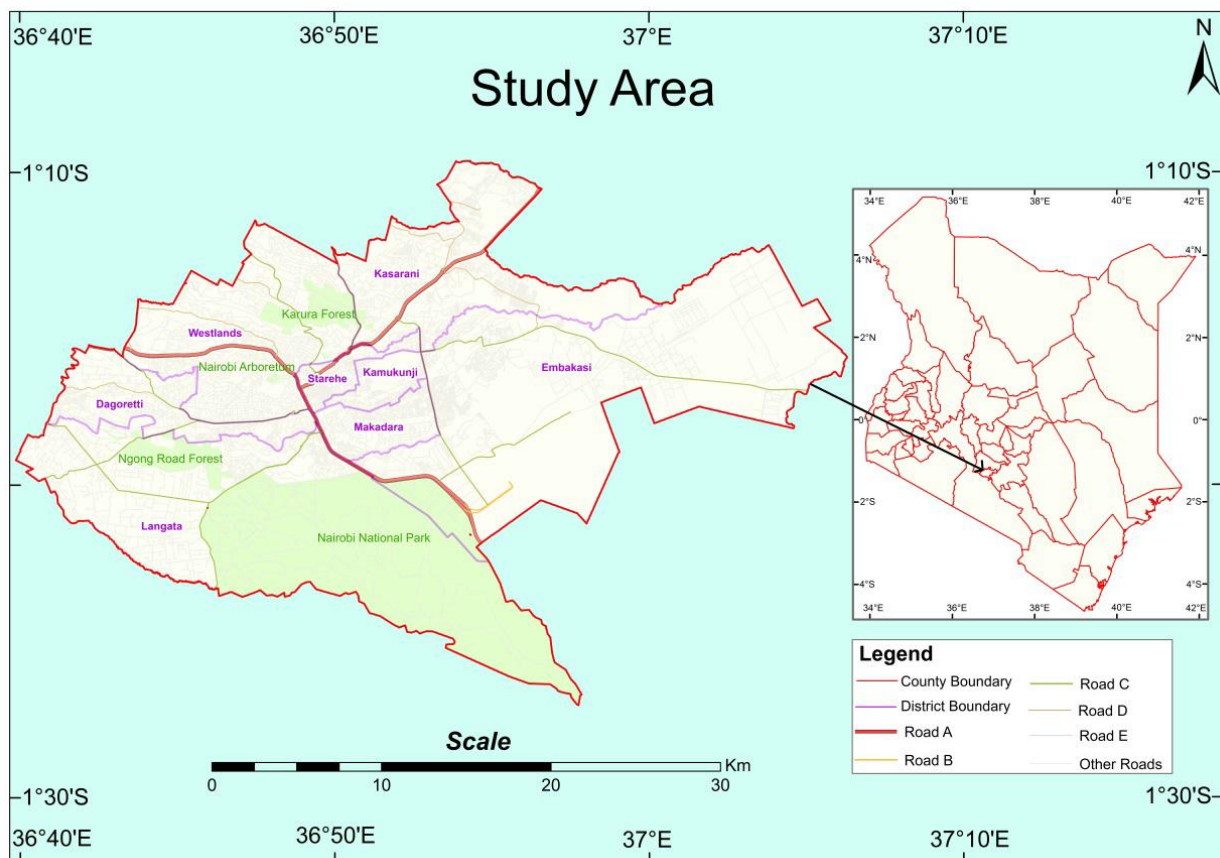 36°40'E 36°50'E 37°E 37°10'E
N
Study Area
1°10'S 1°10'S
34°E 36°E 38°E 40°E 42°E
Kasarani
4°N 4°N
Karura Forest
Westlands
2°N 2°N
Nairobi Arboretum
Starehe
Kamukunji
Embakasi
Dagoretti
0° 0°
Makadara
Ngong Road Forest
2°S 2°S
Langata
Nairobi National Park
4°S 4°S
34°E 36°E 38°E 40°E 42°E
Legend
County Boundary
District Boundary
Road A
Road B
Road C
Road D
Road E
Other Roads
Scale
Km
0 10 20 30
1°30'S 1°30'S
36°40'E 36°50'E 37°E 37°10'E